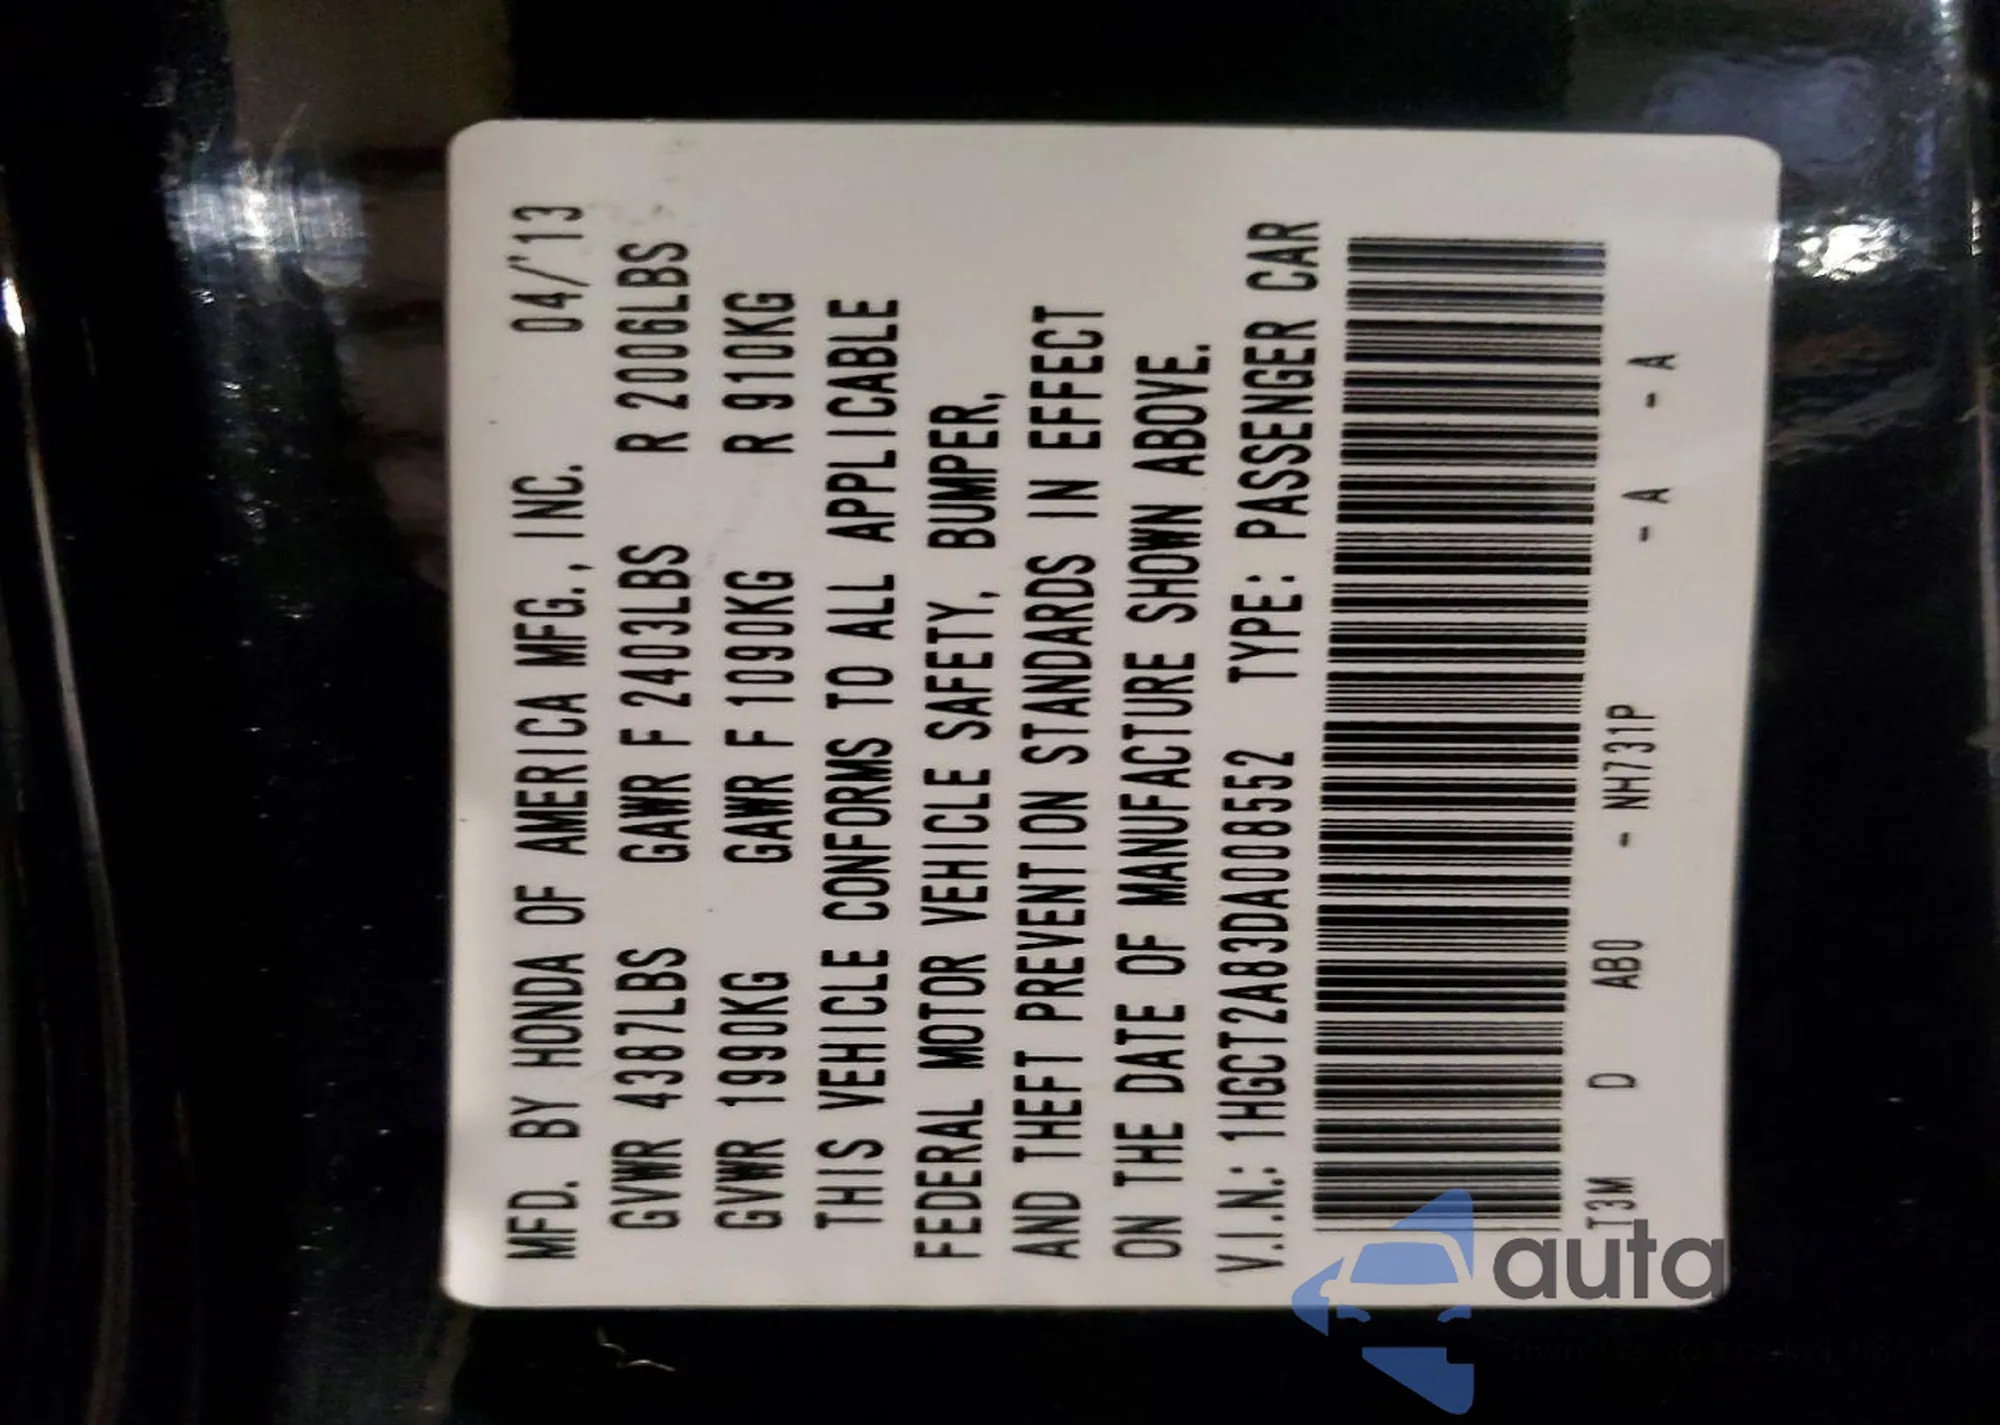 MFD. BY HONDA OF AMERICA MFG., INC. 04/'13
GVWR 4387LBS GAWR F 2403LBS R 2006LBS
GVWR 1990KG GAWR F 1090KG R 910KG
THIS VEHICLE CONFORMS TO ALL APPLICABLE
FEDERAL MOTOR VEHICLE SAFETY, BUMPER,
AND THEFT PREVENTION STANDARDS IN EFFECT
ON THE DATE OF MANUFACTURE SHOWN ABOVE.
V.I.N.: 1HGCT2A83DA008552 TYPE: PASSENGER CAR
T3M D AB0 - NH731P - A - A
auta